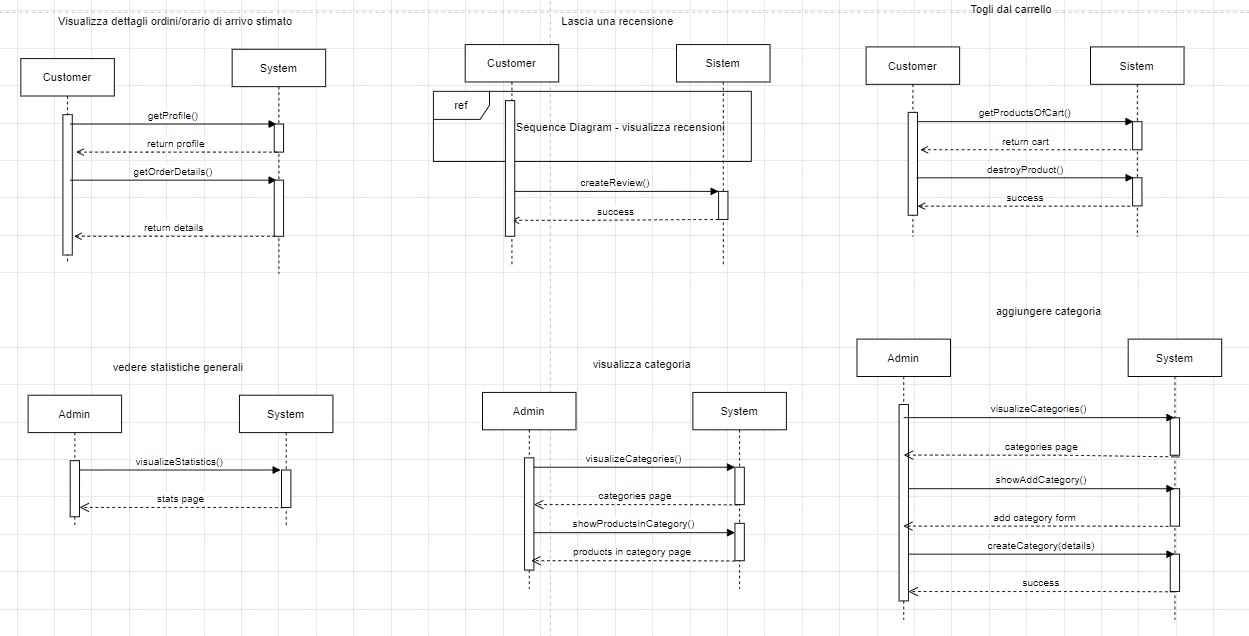 Visualizza dettagli ordini/orario di arrivo stimato
Customer
System
getProfile()
return profile
getOrderDetails()
return details
Lascia una recensione
Customer
Sistem
ref
Sequence Diagram - visualizza recensioni
createReview()
success
Togli dal carrello
Customer
Sistem
getProductsOfCart()
return cart
destroyProduct()
success
vedere statistiche generali
Admin
System
visualizeStatistics()
stats page
visualizza categoria
Admin
System
visualizeCategories()
categories page
showProductsInCategory()
products in category page
aggiungere categoria
Admin
System
visualizeCategories()
categories page
showAddCategory()
add category form
createCategory(details)
success